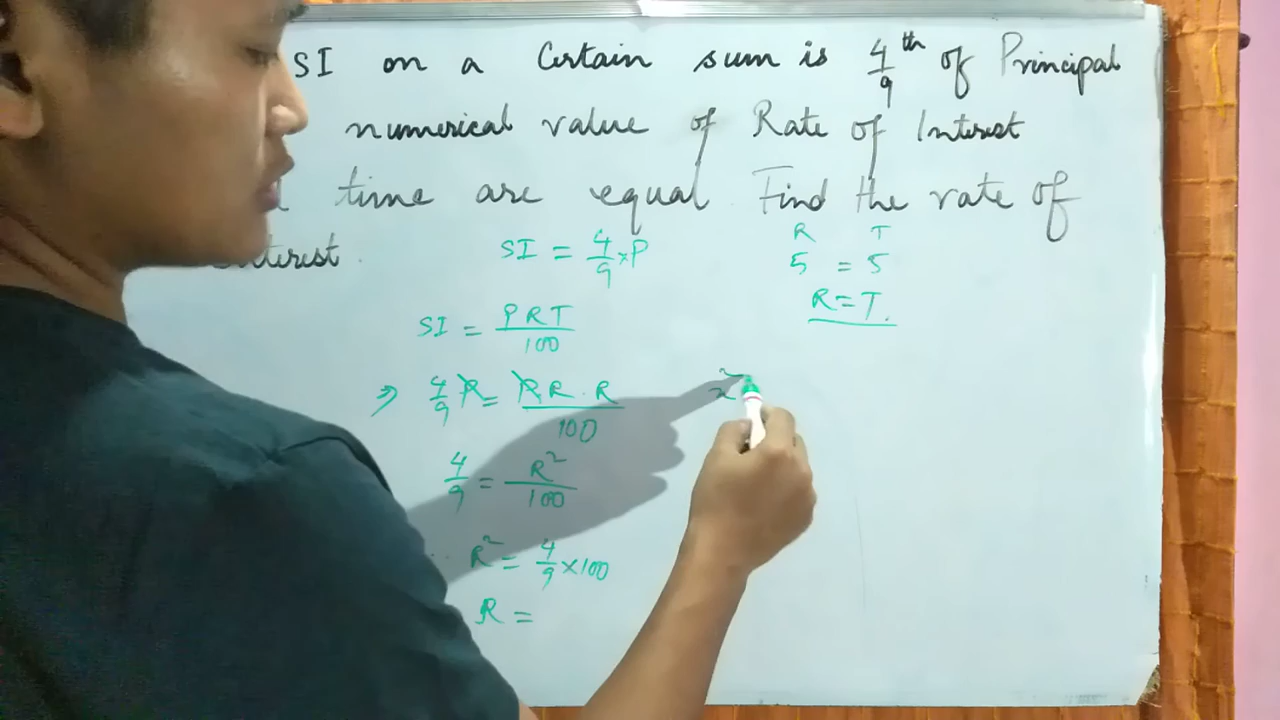 SI on a Certain sum is 4/9 th of Principal
numerical value of Rate of Interest
time are equal. Find the rate of
SI = 4/9 × P
R T
5 = 5
R = T.
SI = PRT/100
⇒ 4/9 P = P R . R/100
4/9 = R²/100
R² = 4/9 × 100
R =